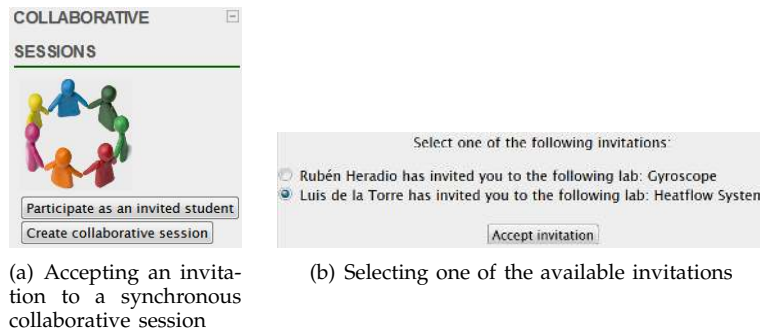 COLLABORATIVE
SESSIONS
Participate as an invited student
Create collaborative session
(a) Accepting an invita-
tion to a synchronous
collaborative session
Select one of the following invitations:
Rubén Heradio has invited you to the following lab: Gyroscope
Luis de la Torre has invited you to the following lab: Heatflow System
Accept invitation
(b) Selecting one of the available invitations